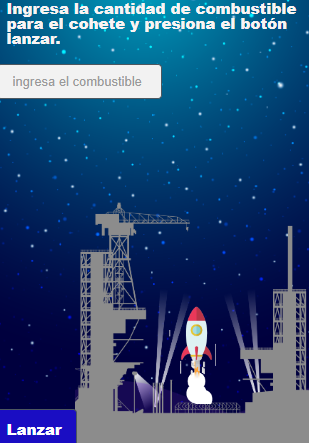 Ingresa la cantidad de combustible
para el cohete y presiona el botón
lanzar.
ingresa el combustible
Lanzar